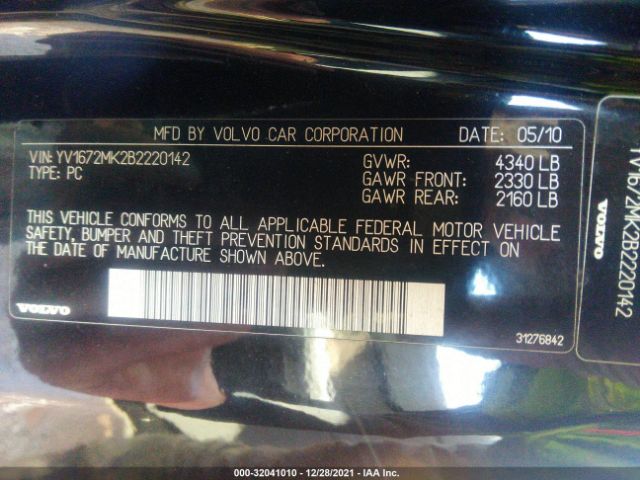 MFD BY VOLVO CAR CORPORATION DATE: 05/10
VIN: YV1672MK2B2220142
TYPE: PC
GVWR: 4340 LB
GAWR FRONT: 2330 LB
GAWR REAR: 2160 LB
THIS VEHICLE CONFORMS TO ALL APPLICABLE FEDERAL MOTOR VEHICLE
SAFETY, BUMPER AND THEFT PREVENTION STANDARDS IN EFFECT ON
THE DATE OF MANUFACTURE SHOWN ABOVE.
VOLVO
31276842
VOLVO
YV1672MK2B2220142
000-32041010 - 12/28/2021 - IAA Inc.